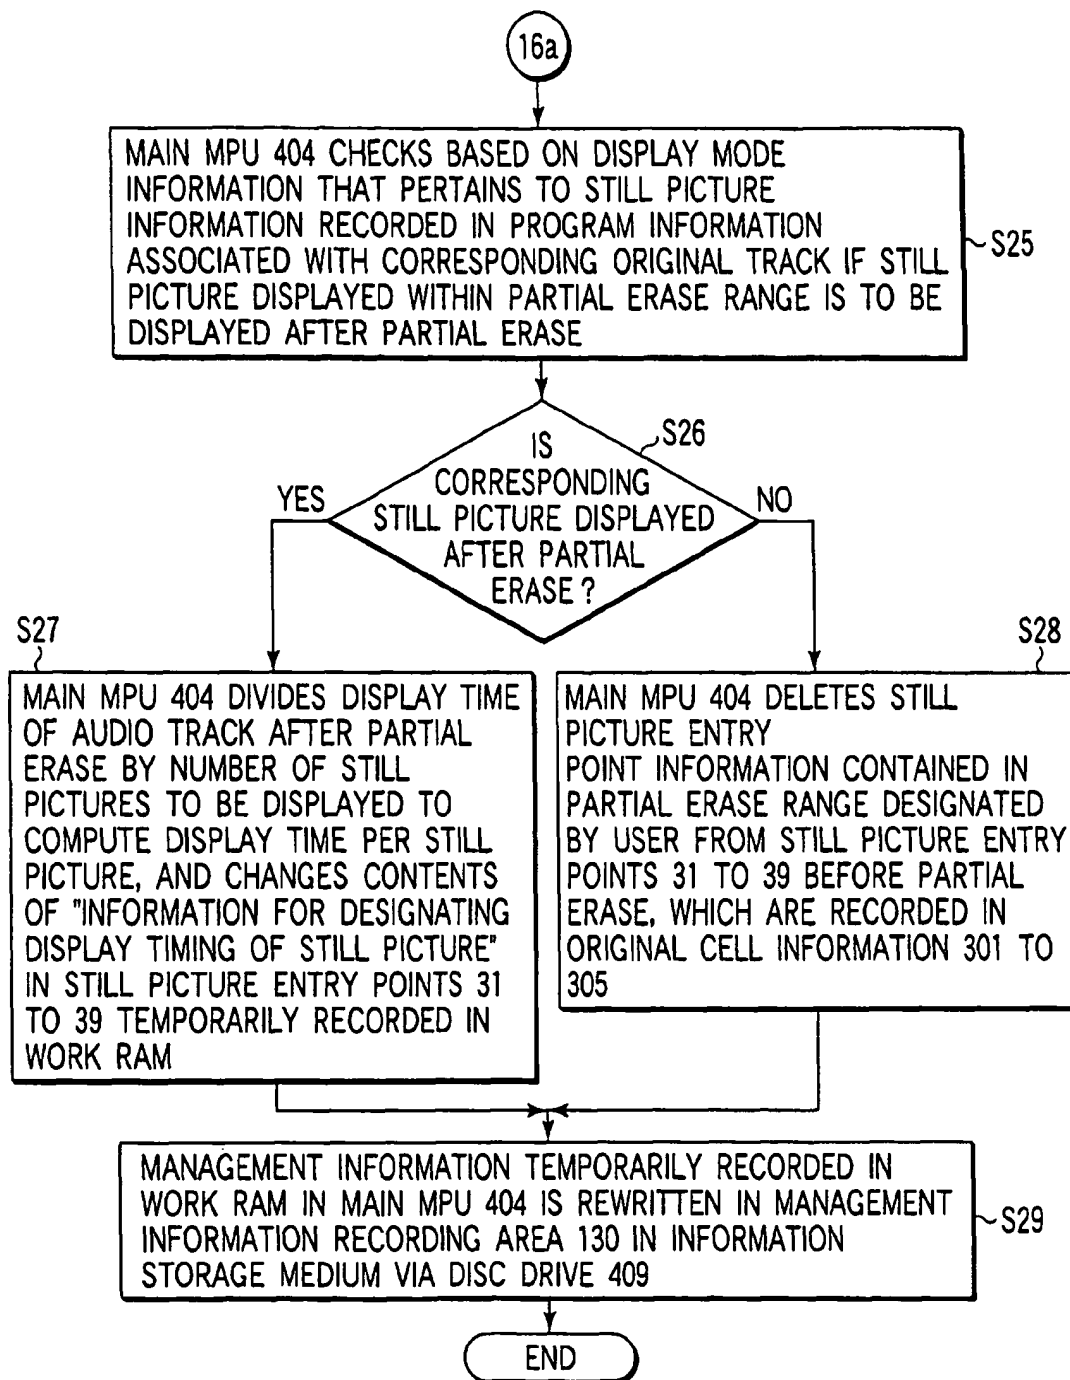 16a
MAIN MPU 404 CHECKS BASED ON DISPLAY MODE
INFORMATION THAT PERTAINS TO STILL PICTURE
INFORMATION RECORDED IN PROGRAM INFORMATION
ASSOCIATED WITH CORRESPONDING ORIGINAL TRACK IF STILL
PICTURE DISPLAYED WITHIN PARTIAL ERASE RANGE IS TO BE
DISPLAYED AFTER PARTIAL ERASE
S25
S26
IS
CORRESPONDING
STILL PICTURE DISPLAYED
AFTER PARTIAL
ERASE?
YES
NO
S27
MAIN MPU 404 DIVIDES DISPLAY TIME
OF AUDIO TRACK AFTER PARTIAL
ERASE BY NUMBER OF STILL
PICTURES TO BE DISPLAYED TO
COMPUTE DISPLAY TIME PER STILL
PICTURE, AND CHANGES CONTENTS
OF "INFORMATION FOR DESIGNATING
DISPLAY TIMING OF STILL PICTURE"
IN STILL PICTURE ENTRY POINTS 31
TO 39 TEMPORARILY RECORDED IN
WORK RAM
S28
MAIN MPU 404 DELETES STILL
PICTURE ENTRY
POINT INFORMATION CONTAINED IN
PARTIAL ERASE RANGE DESIGNATED
BY USER FROM STILL PICTURE ENTRY
POINTS 31 TO 39 BEFORE PARTIAL
ERASE, WHICH ARE RECORDED IN
ORIGINAL CELL INFORMATION 301 TO
305
MANAGEMENT INFORMATION TEMPORARILY RECORDED IN
WORK RAM IN MAIN MPU 404 IS REWRITTEN IN MANAGEMENT
INFORMATION RECORDING AREA 130 IN INFORMATION
STORAGE MEDIUM VIA DISC DRIVE 409
S29
END